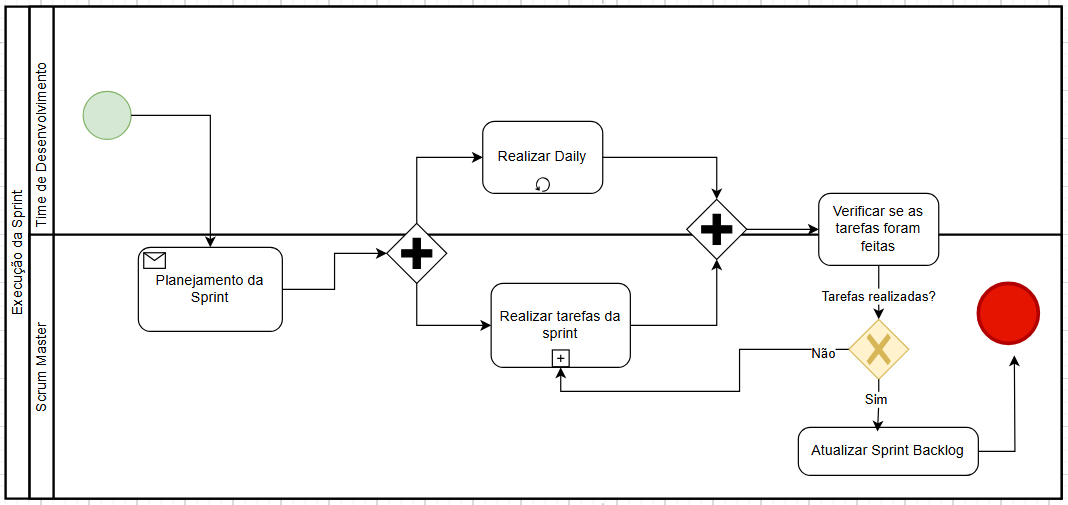 Execução da Sprint
Time de Desenvolvimento
Scrum Master
Planejamento da
Sprint
Realizar Daily
Realizar tarefas da
sprint
Verificar se as
tarefas foram
feitas
Tarefas realizadas?
Não
Sim
Atualizar Sprint Backlog